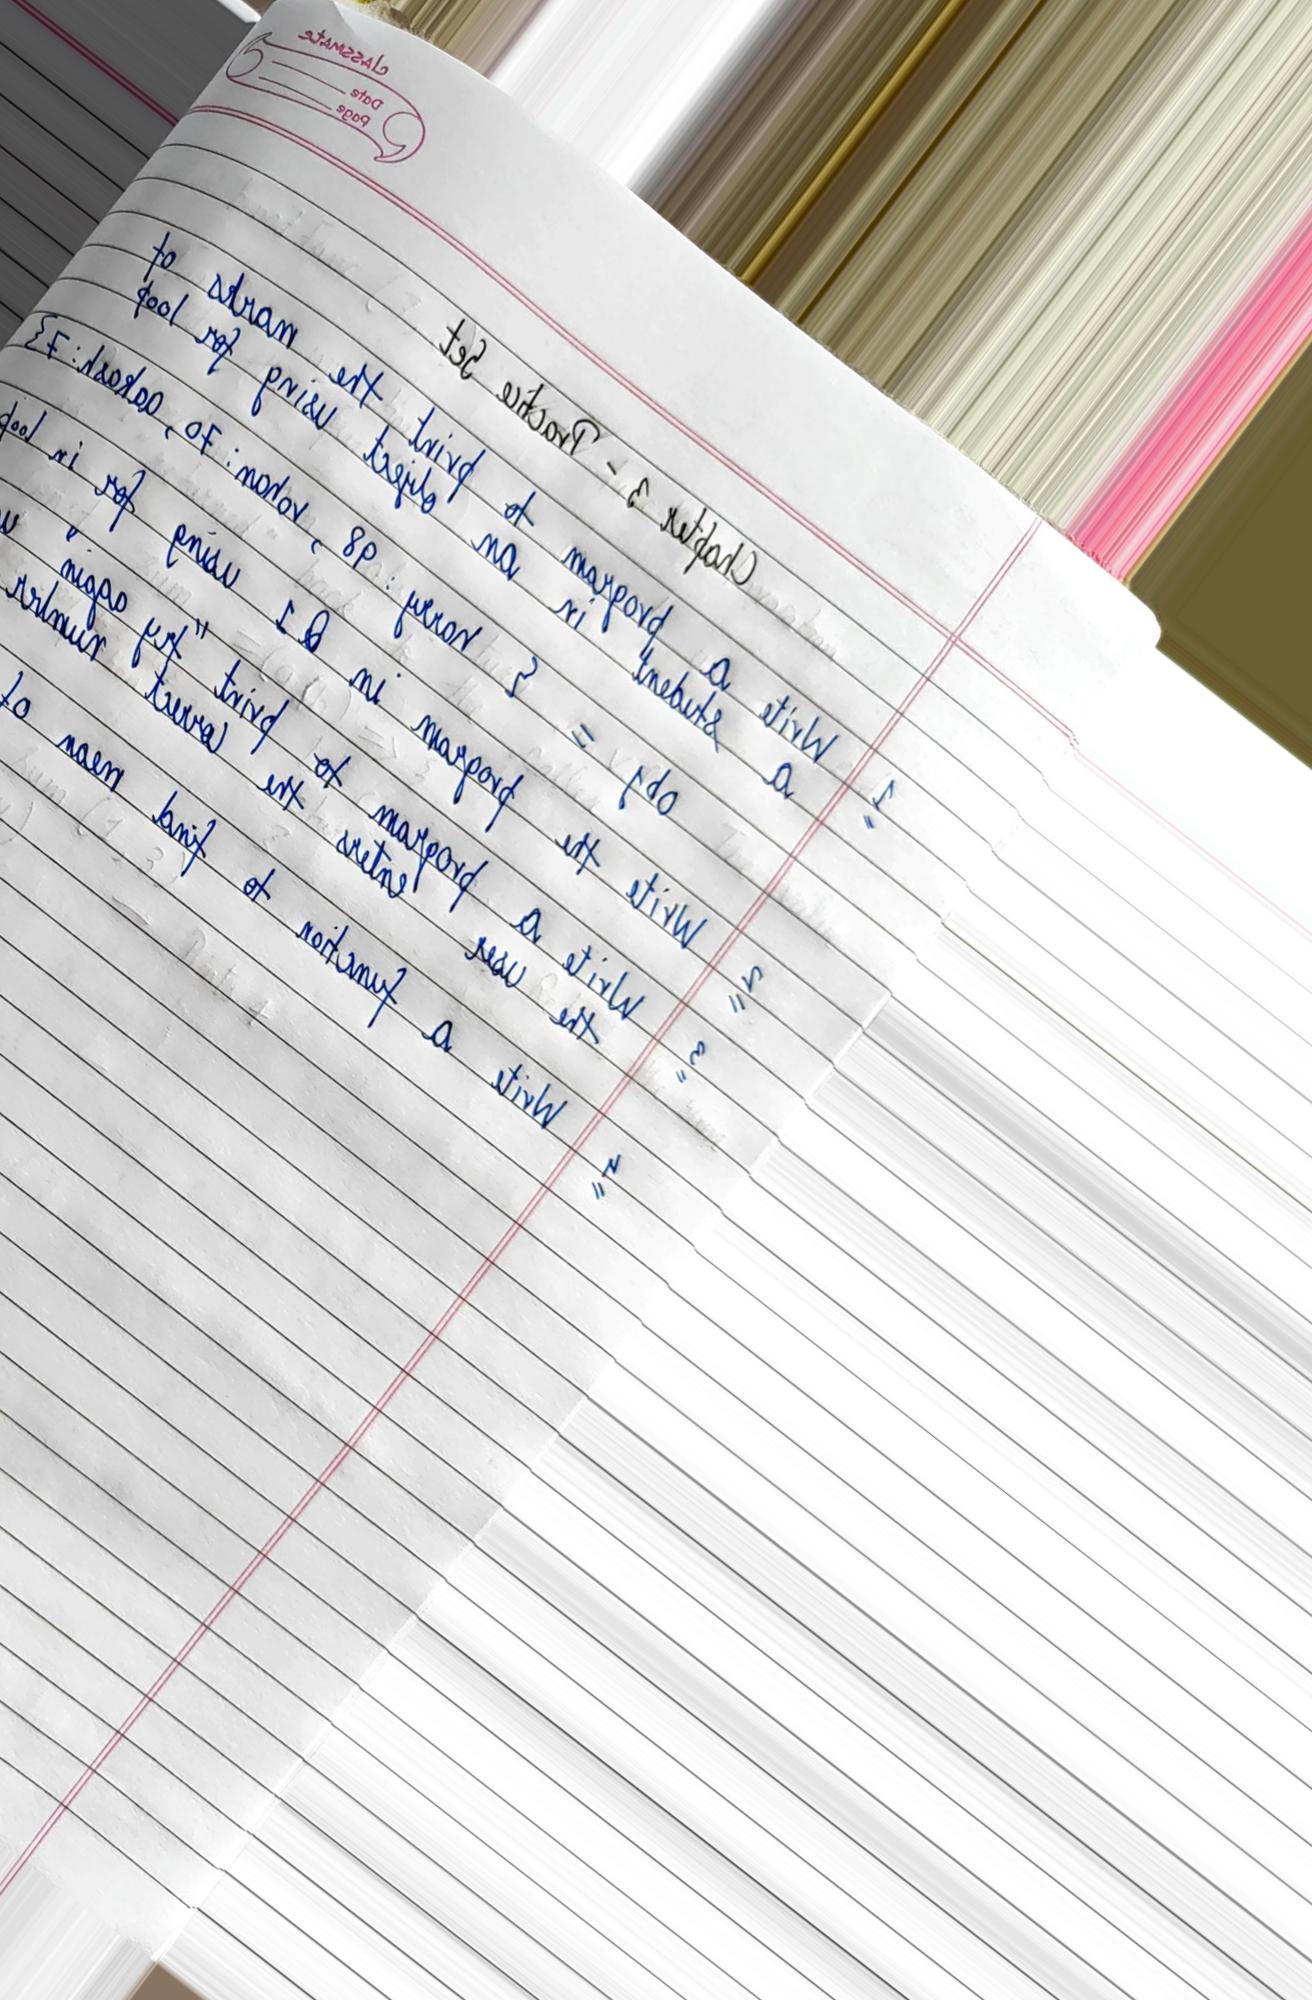 classmate
Date
Page
Chapter 3 - Practice Set
1. Write a program to print the marks of
a student in an object using for loop
obj = { harry: 98, rohan: 70, aakash: 7}
2. Write the program in Q1 using for in loop
3. Write a program to print "try again"
the user enters the correct number
4. Write a function to find mean of